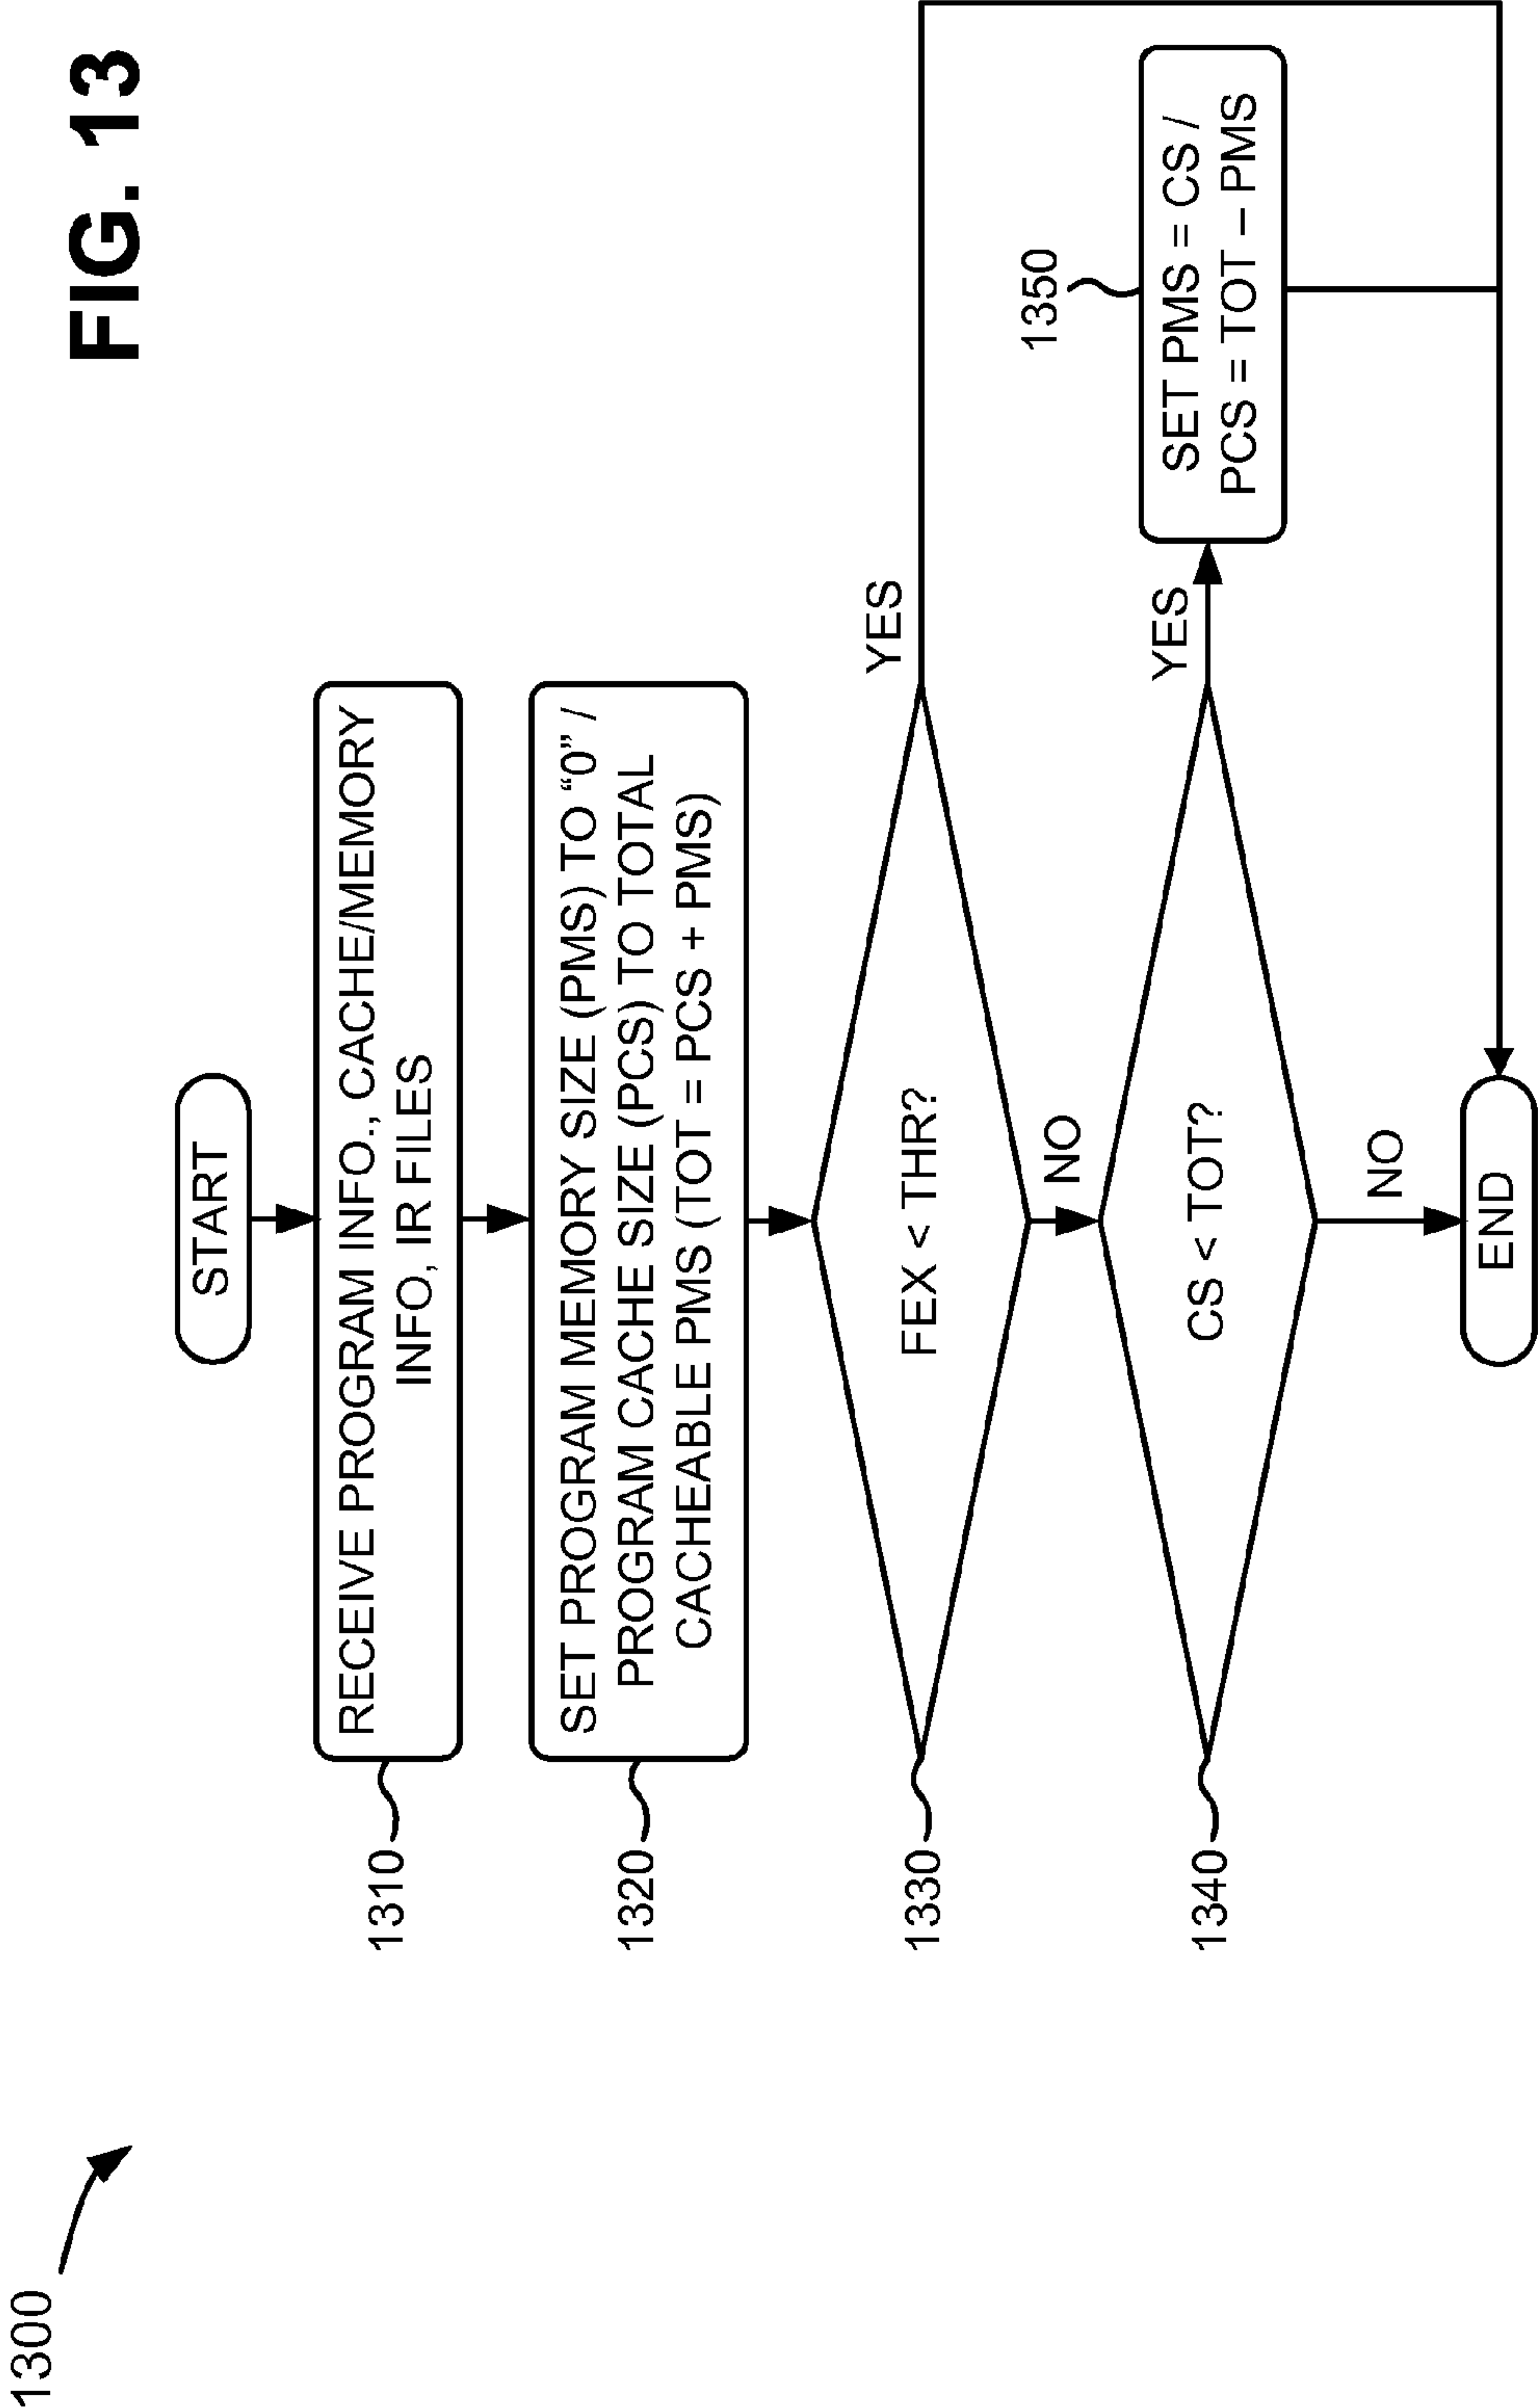 FIG. 13
1300
START
1310
RECEIVE PROGRAM INFO., CACHE/MEMORY
INFO, IR FILES
1320
SET PROGRAM MEMORY SIZE (PMS) TO “0” /
PROGRAM CACHE SIZE (PCS) TO TOTAL
CACHEABLE PMS (TOT = PCS + PMS)
1330
FEX < THR?
YES
NO
1340
CS < TOT?
YES
1350
SET PMS = CS /
PCS = TOT – PMS
NO
END